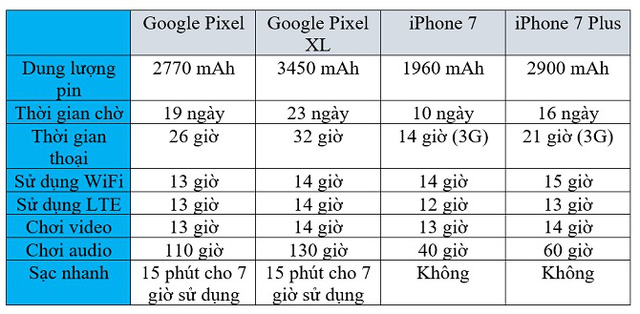 Google Pixel Google Pixel XL iPhone 7 iPhone 7 Plus
Dung lượng pin 2770 mAh 3450 mAh 1960 mAh 2900 mAh
Thời gian chờ 19 ngày 23 ngày 10 ngày 16 ngày
Thời gian thoại 26 giờ 32 giờ 14 giờ (3G) 21 giờ (3G)
Sử dụng WiFi 13 giờ 14 giờ 14 giờ 15 giờ
Sử dụng LTE 13 giờ 14 giờ 12 giờ 13 giờ
Chơi video 13 giờ 14 giờ 13 giờ 14 giờ
Chơi audio 110 giờ 130 giờ 40 giờ 60 giờ
Sạc nhanh 15 phút cho 7 giờ sử dụng 15 phút cho 7 giờ sử dụng Không Không